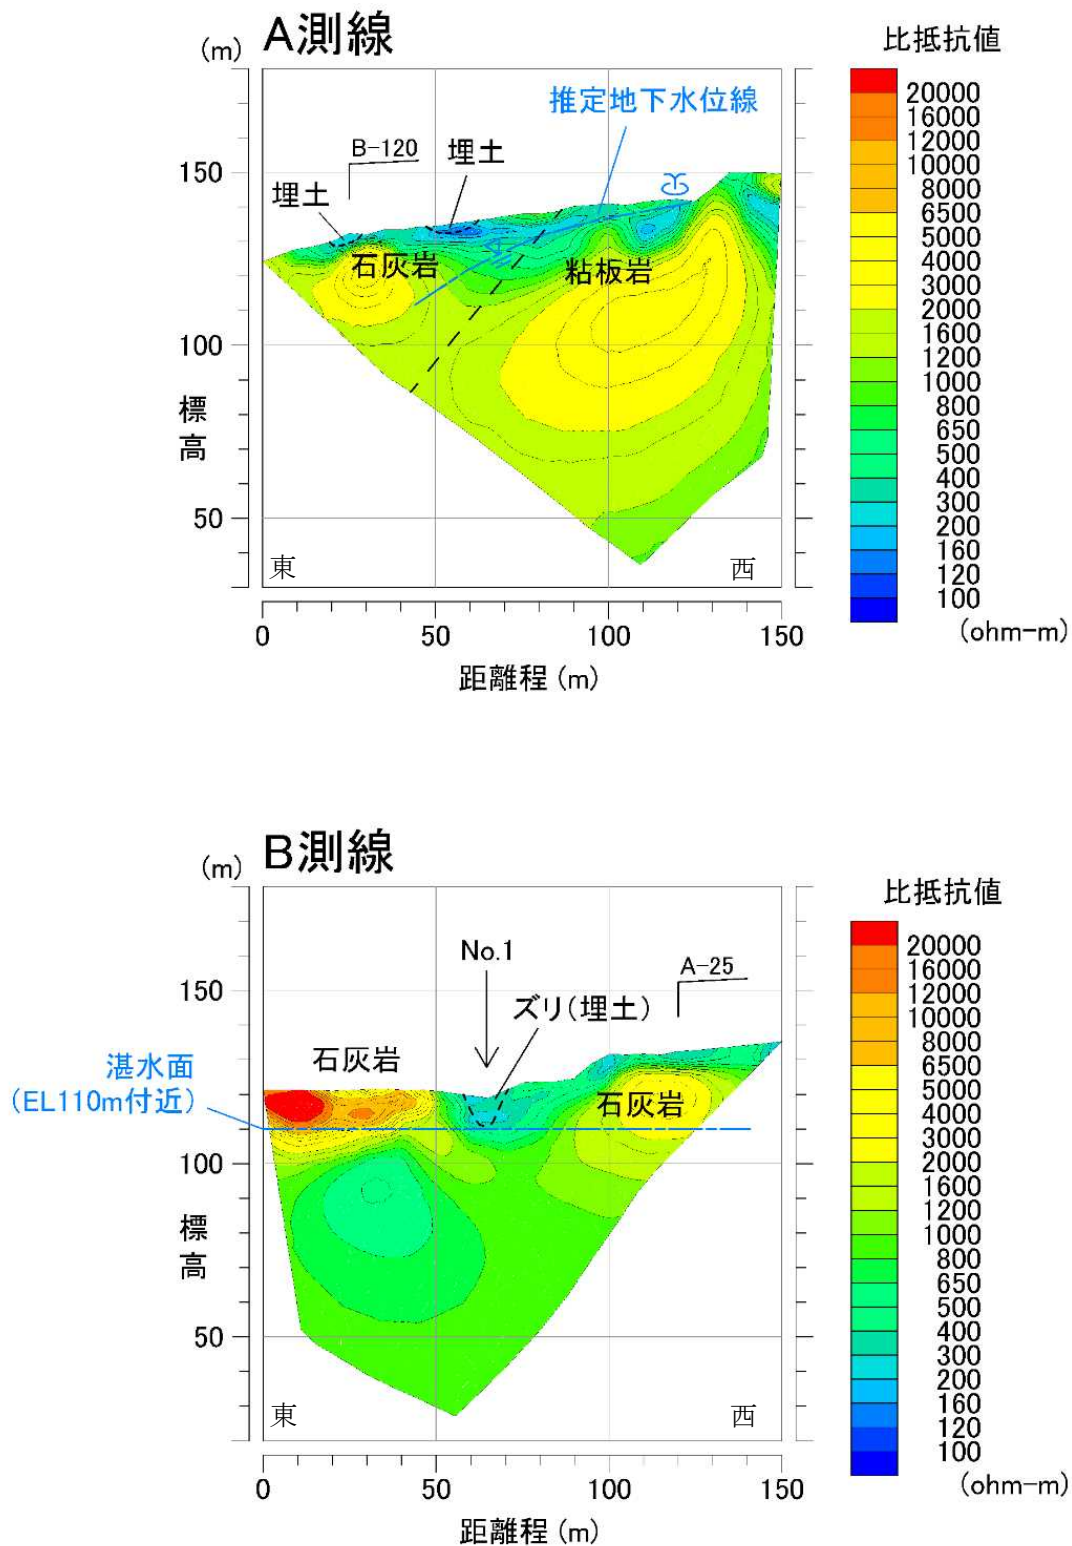 A測線
(m)
比抵抗値
推定地下水位線
B-120
埋土
埋土
石灰岩
粘板岩
150
100
50
標
高
東
西
0
50
100
150
距離程(m)
20000
16000
12000
10000
8000
6500
5000
4000
3000
2000
1600
1200
1000
800
650
500
400
300
200
160
120
100
(ohm-m)
B測線
(m)
比抵抗値
No.1
A-25
ズリ(埋土)
石灰岩
湛水面
(EL110m付近)
石灰岩
150
100
50
標
高
東
西
0
50
100
150
距離程(m)
20000
16000
12000
10000
8000
6500
5000
4000
3000
2000
1600
1200
1000
800
650
500
400
300
200
160
120
100
(ohm-m)